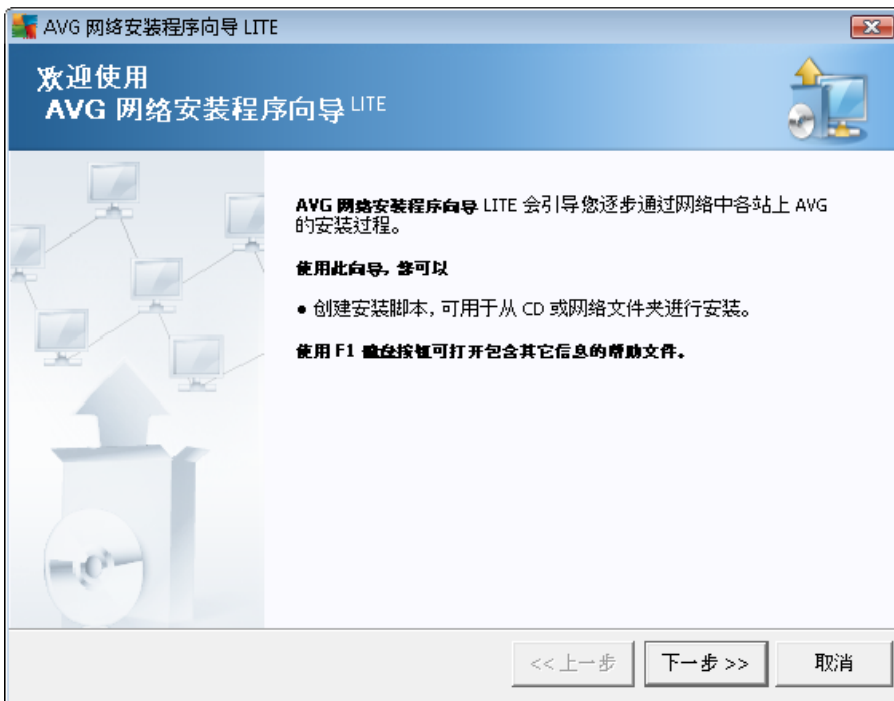 AVG 网络安装程序向导 LITE
欢迎使用
AVG 网络安装程序向导 LITE
AVG 网络安装程序向导 LITE 会引导您逐步通过网络中各站上 AVG
的安装过程。
使用此向导, 您可以
• 创建安装脚本, 可用于从 CD 或网络文件夹进行安装。
使用 F1 键盘按钮可打开包含其它信息的帮助文件。
<< 上一步
下一步 >>
取消